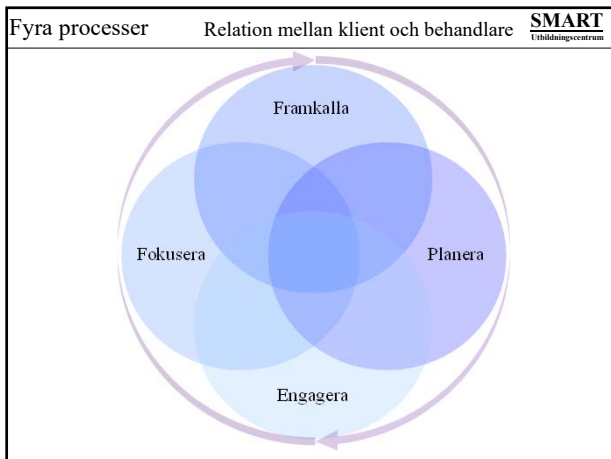 Fyra processer
Relation mellan klient och behandlare
SMART
Utbildningscentrum
Framkalla
Fokusera
Planera
Engagera